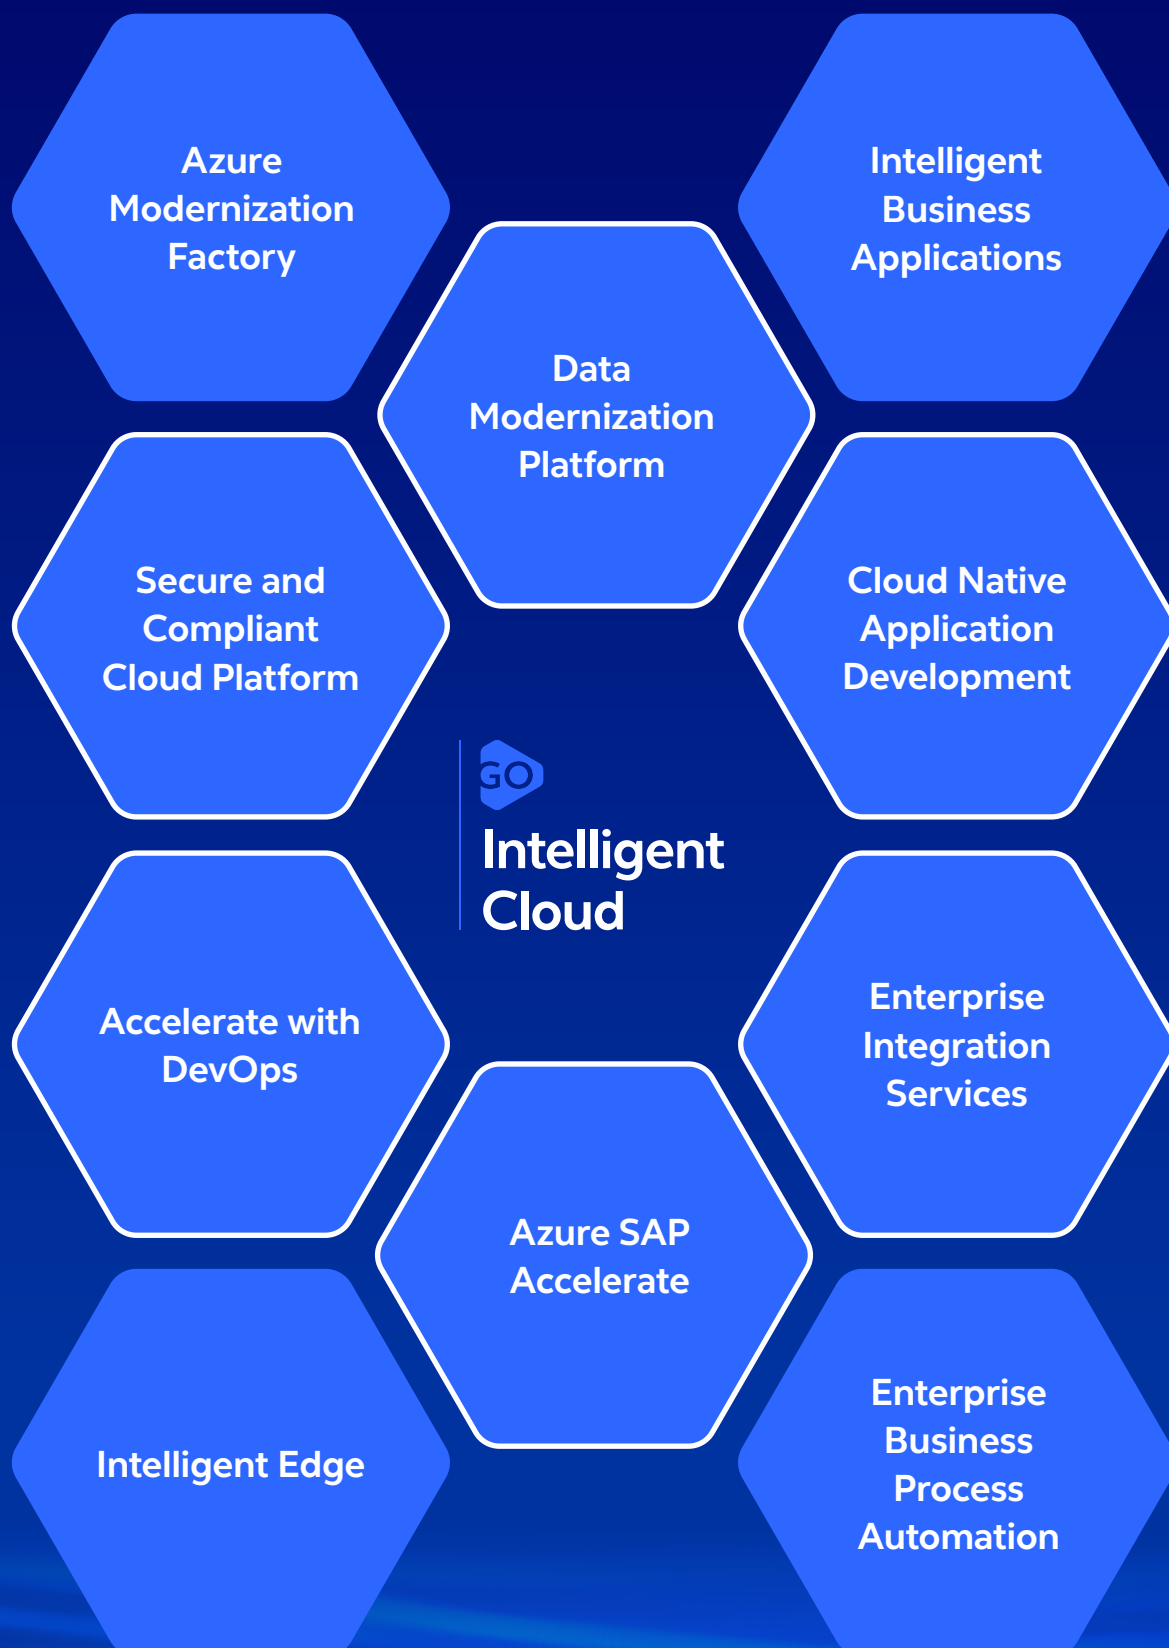 Azure
Modernization
Factory
Intelligent
Business
Applications
Data
Modernization
Platform
Secure and
Compliant
Cloud Platform
Cloud Native
Application
Development
GO
Intelligent
Cloud
Accelerate with
DevOps
Enterprise
Integration
Services
Azure SAP
Accelerate
Intelligent Edge
Enterprise
Business
Process
Automation